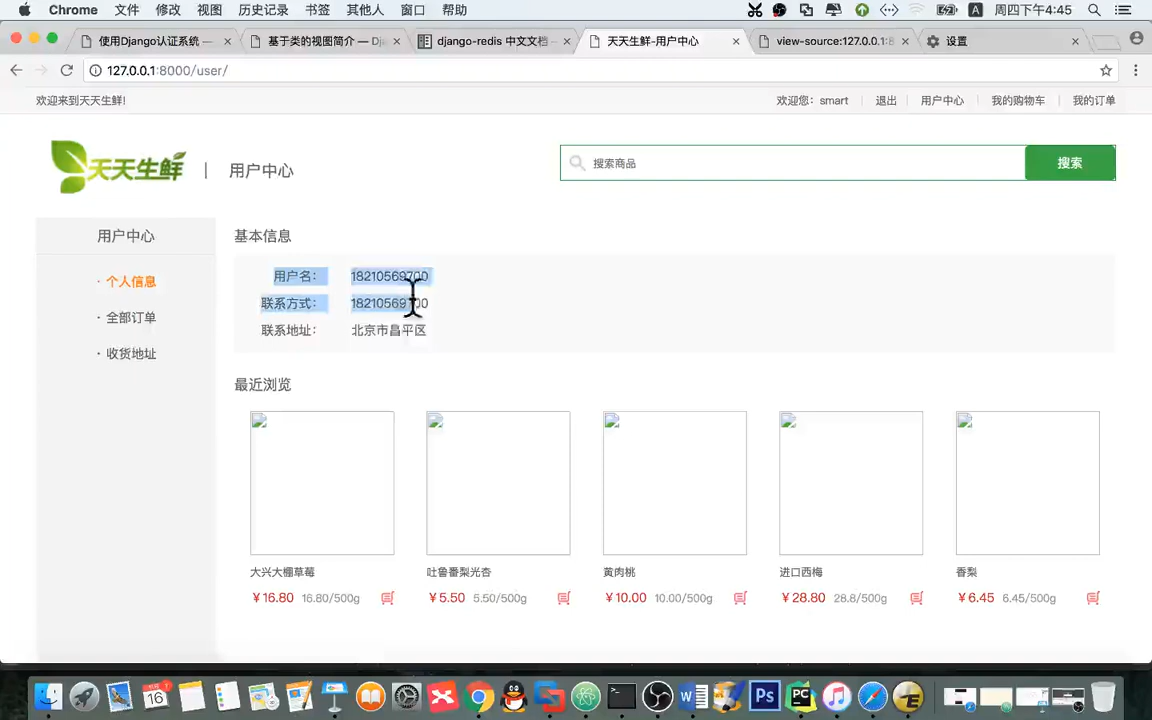 Chrome 文件 修改 视图 历史记录 书签 其他人 窗口 帮助 周四下午4:45
使用Django认证系统 — 基于类的视图简介 — Dj django-redis 中文文档 天天生鲜-用户中心 view-source:127.0.0.1:8 设置
127.0.0.1:8000/user/
欢迎来到天天生鲜! 欢迎您：smart 退出 用户中心 我的购物车 我的订单
天天生鲜 用户中心 搜索商品 搜索
用户中心
· 个人信息
· 全部订单
· 收货地址
基本信息
用户名： 18210569700
联系方式： 18210569700
联系地址： 北京市昌平区
最近浏览
大兴大棚草莓 吐鲁番梨光杏 黄肉桃 进口西梅 香梨
￥16.80 16.80/500g ￥5.50 5.50/500g ￥10.00 10.00/500g ￥28.80 28.8/500g ￥6.45 6.45/500g
16 W Ps PC